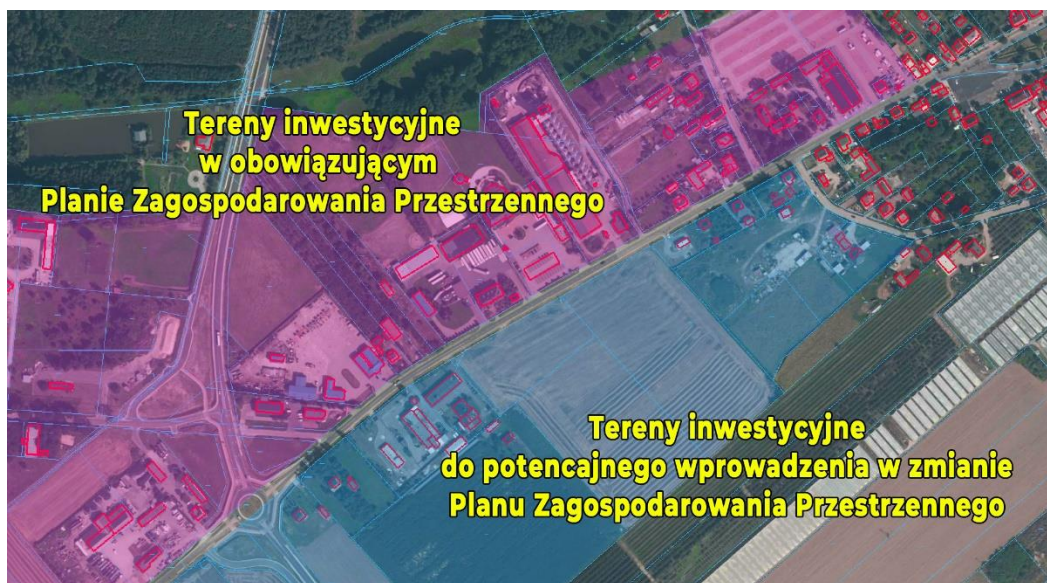 Tereny inwestycyjne
w obowiązującym
Planie Zagospodarowania Przestrzennego
Tereny inwestycyjne
do potencajnego wprowadzenia w zmianie
Planu Zagospodarowania Przestrzennego